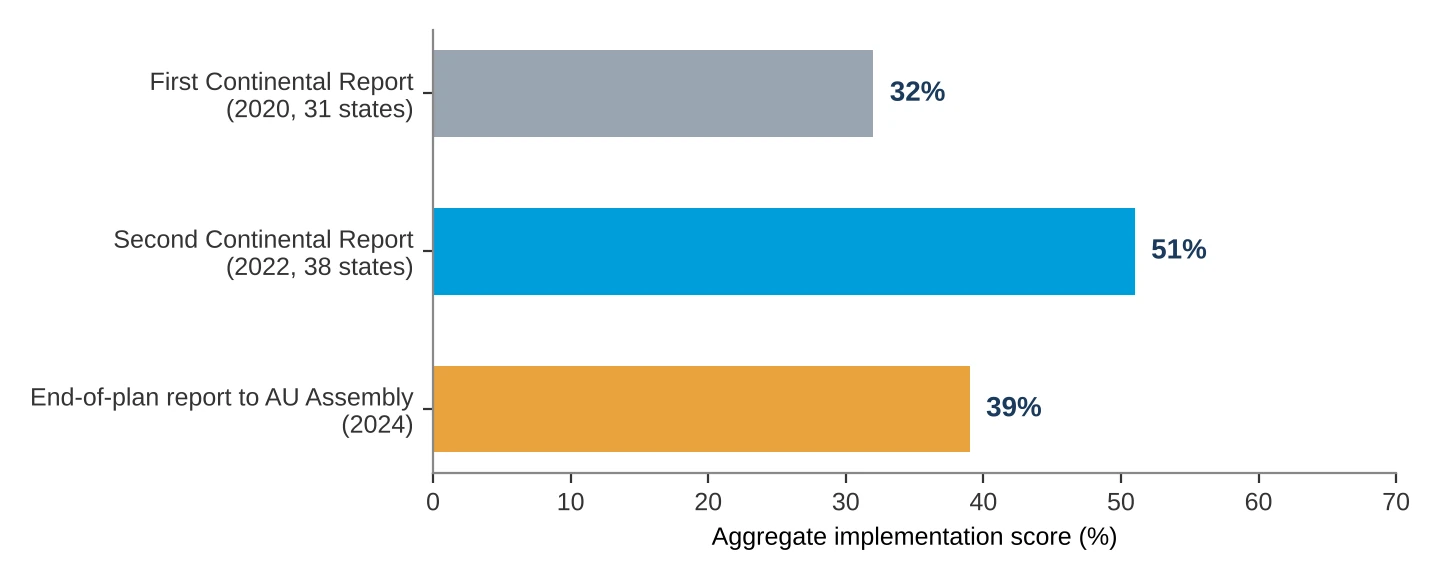 First Continental Report
(2020, 31 states)
32%
Second Continental Report
(2022, 38 states)
51%
End-of-plan report to AU Assembly
(2024)
39%
0 10 20 30 40 50 60 70
Aggregate implementation score (%)